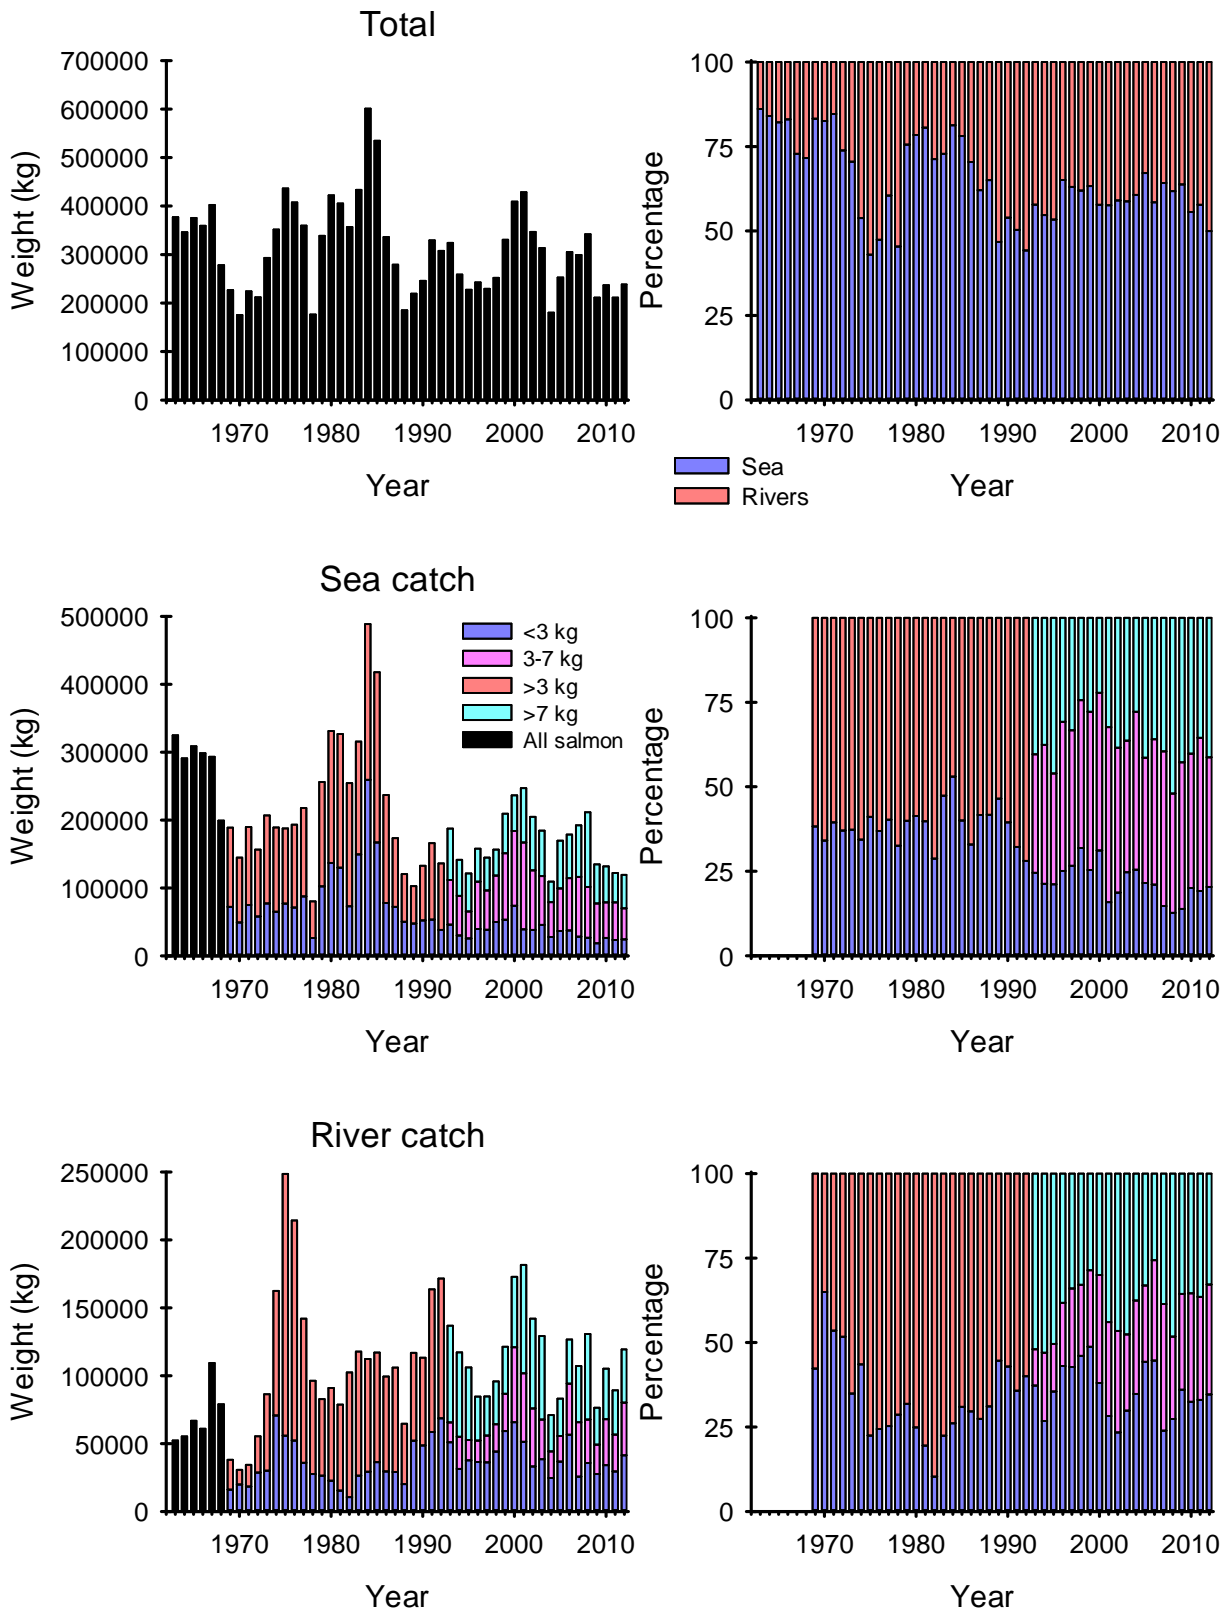 Total
700000
600000
500000
400000
300000
200000
100000
0
Weight (kg)
1970 1980 1990 2000 2010
Year
100
75
50
25
0
Percentage
1970 1980 1990 2000 2010
Year
Sea
Rivers
Sea catch
500000
400000
300000
200000
100000
0
Weight (kg)
<3 kg
3-7 kg
>3 kg
>7 kg
All salmon
1970 1980 1990 2000 2010
Year
100
75
50
25
0
Percentage
1970 1980 1990 2000 2010
Year
River catch
250000
200000
150000
100000
50000
0
Weight (kg)
1970 1980 1990 2000 2010
Year
100
75
50
25
0
Percentage
1970 1980 1990 2000 2010
Year